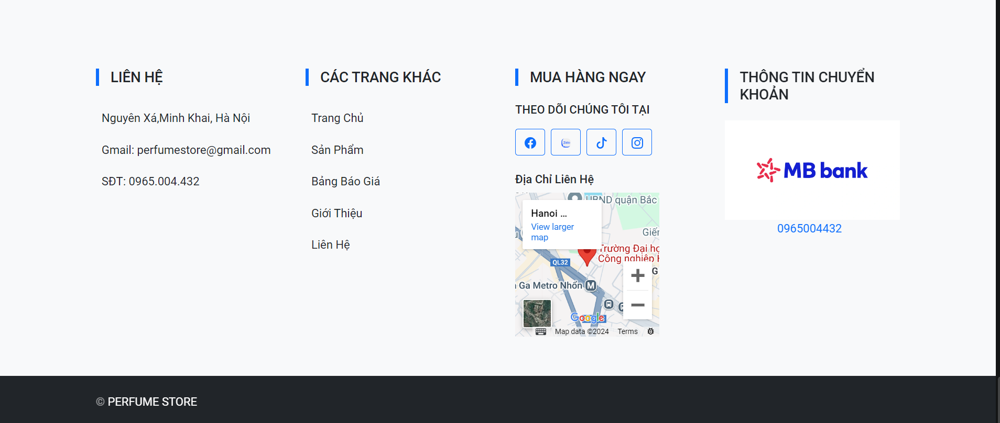 LIÊN HỆ
Nguyên Xá,Minh Khai, Hà Nội
Gmail: perfumestore@gmail.com
SĐT: 0965.004.432
CÁC TRANG KHÁC
Trang Chủ
Sản Phẩm
Bảng Báo Giá
Giới Thiệu
Liên Hệ
MUA HÀNG NGAY
THEO DÕI CHÚNG TÔI TẠI
Zalo
Địa Chỉ Liên Hệ
UBND quận Bắc
Hanoi ...
View larger
map
Giến
Trường Đại họ
Công nghiệp H
QL32
G
Ga Metro Nhổn M
Google
Map data ©2024 Terms
THÔNG TIN CHUYỂN
KHOẢN
MB bank
0965004432
© PERFUME STORE